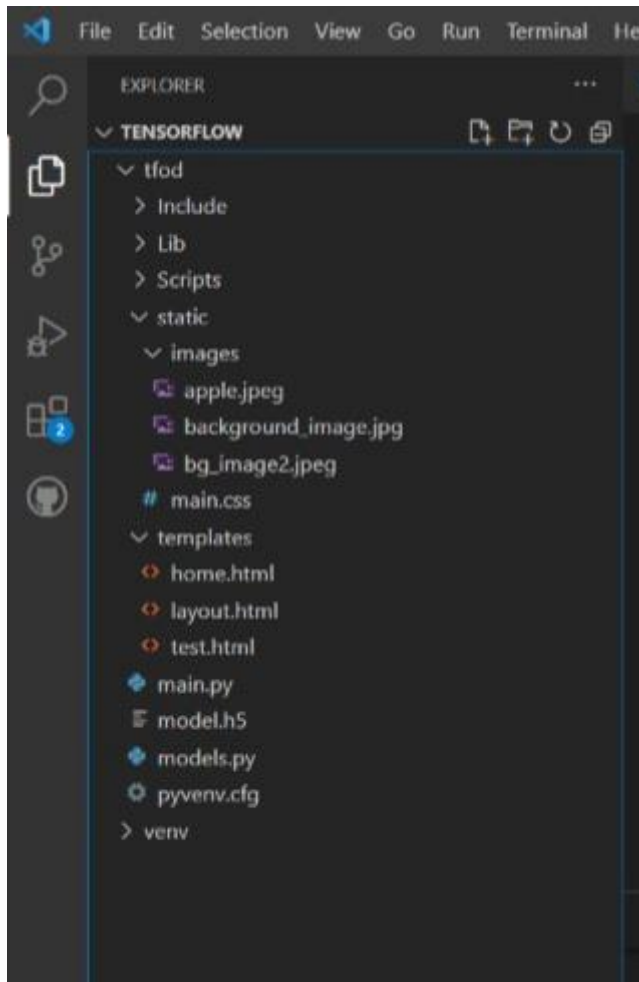 File Edit Selection View Go Run Terminal He
EXPLORER
TENSORFLOW
tfod
Include
Lib
Scripts
static
images
apple.jpeg
background_image.jpg
bg_image2.jpeg
# main.css
templates
home.html
layout.html
test.html
main.py
model.h5
models.py
pyvenv.cfg
venv
2